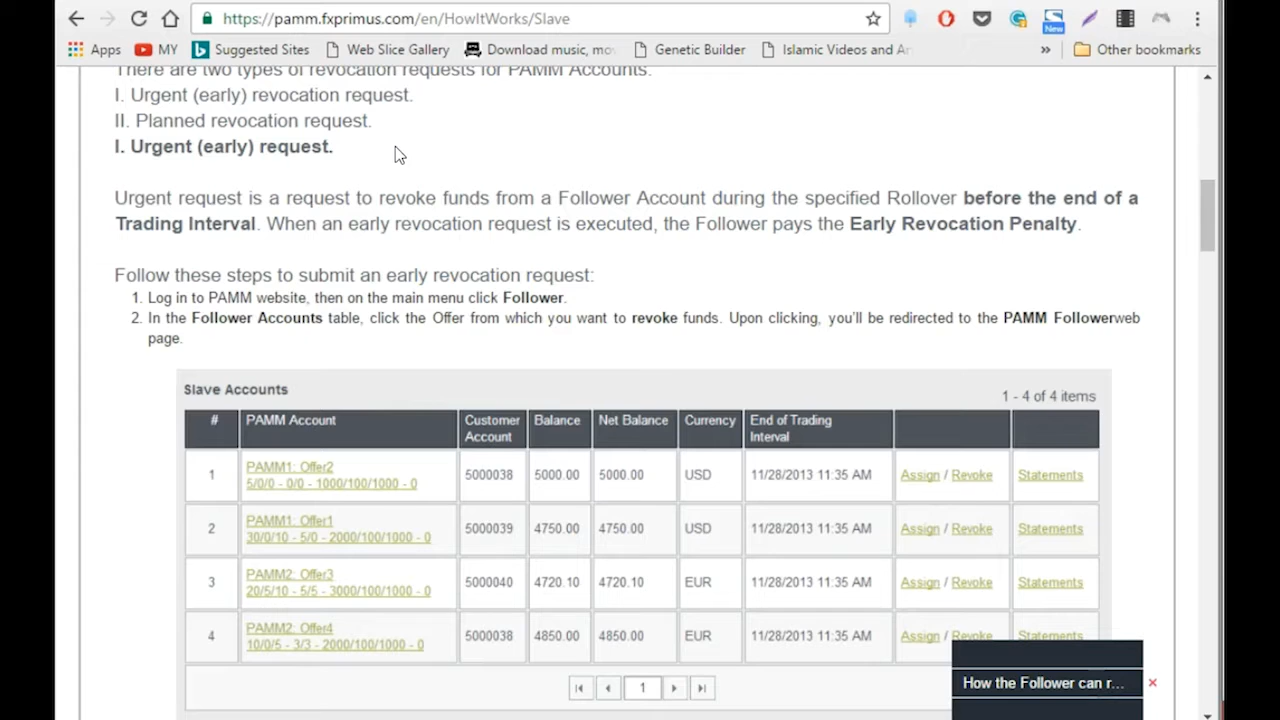 https://pamm.fxprimus.com/en/HowItWorks/Slave
New
Apps MY Suggested Sites Web Slice Gallery Download music, mo Genetic Builder Islamic Videos and Ar » Other bookmarks
There are two types of revocation requests for PAMM Accounts.
I. Urgent (early) revocation request.
II. Planned revocation request.
I. Urgent (early) request.
Urgent request is a request to revoke funds from a Follower Account during the specified Rollover before the end of a
Trading Interval. When an early revocation request is executed, the Follower pays the Early Revocation Penalty.
Follow these steps to submit an early revocation request:
1. Log in to PAMM website, then on the main menu click Follower.
2. In the Follower Accounts table, click the Offer from which you want to revoke funds. Upon clicking, you'll be redirected to the PAMM Followerweb
page.
Slave Accounts
1 - 4 of 4 items
# PAMM Account Customer Account Balance Net Balance Currency End of Trading Interval
1 PAMM1: Offer2 5000038 5000.00 5000.00 USD 11/28/2013 11:35 AM Assign / Revoke Statements
5/0/0 - 0/0 - 1000/100/1000 - 0
2 PAMM1: Offer1 5000039 4750.00 4750.00 USD 11/28/2013 11:35 AM Assign / Revoke Statements
30/0/10 - 5/0 - 2000/100/1000 - 0
3 PAMM2: Offer3 5000040 4720.10 4720.10 EUR 11/28/2013 11:35 AM Assign / Revoke Statements
20/5/10 - 5/5 - 3000/100/1000 - 0
4 PAMM2: Offer4 5000038 4850.00 4850.00 EUR 11/28/2013 11:35 AM Assign / Revoke Statements
10/0/5 - 3/3 - 2000/100/1000 - 0
1
How the Follower can r...